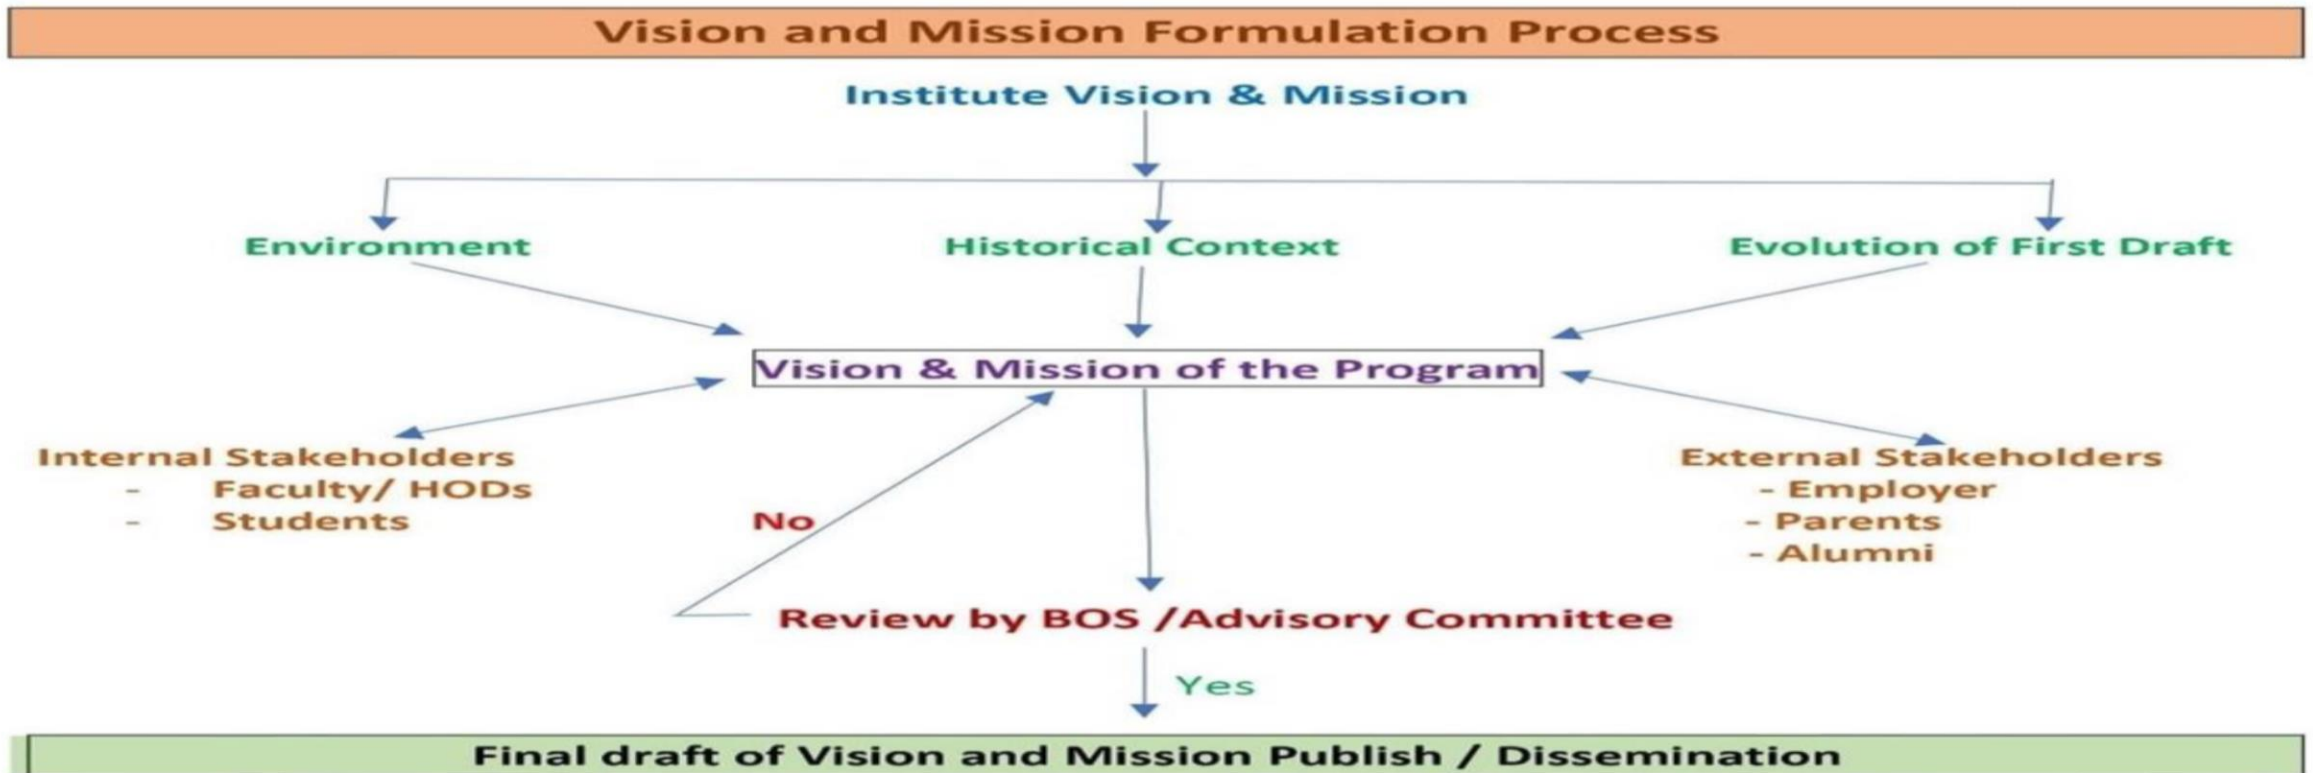 Vision and Mission Formulation Process
Institute Vision & Mission
Environment
Historical Context
Evolution of First Draft
Vision & Mission of the Program
Internal Stakeholders
- Faculty/ HODs
- Students
External Stakeholders
- Employer
- Parents
- Alumni
No
Review by BOS /Advisory Committee
Yes
Final draft of Vision and Mission Publish / Dissemination